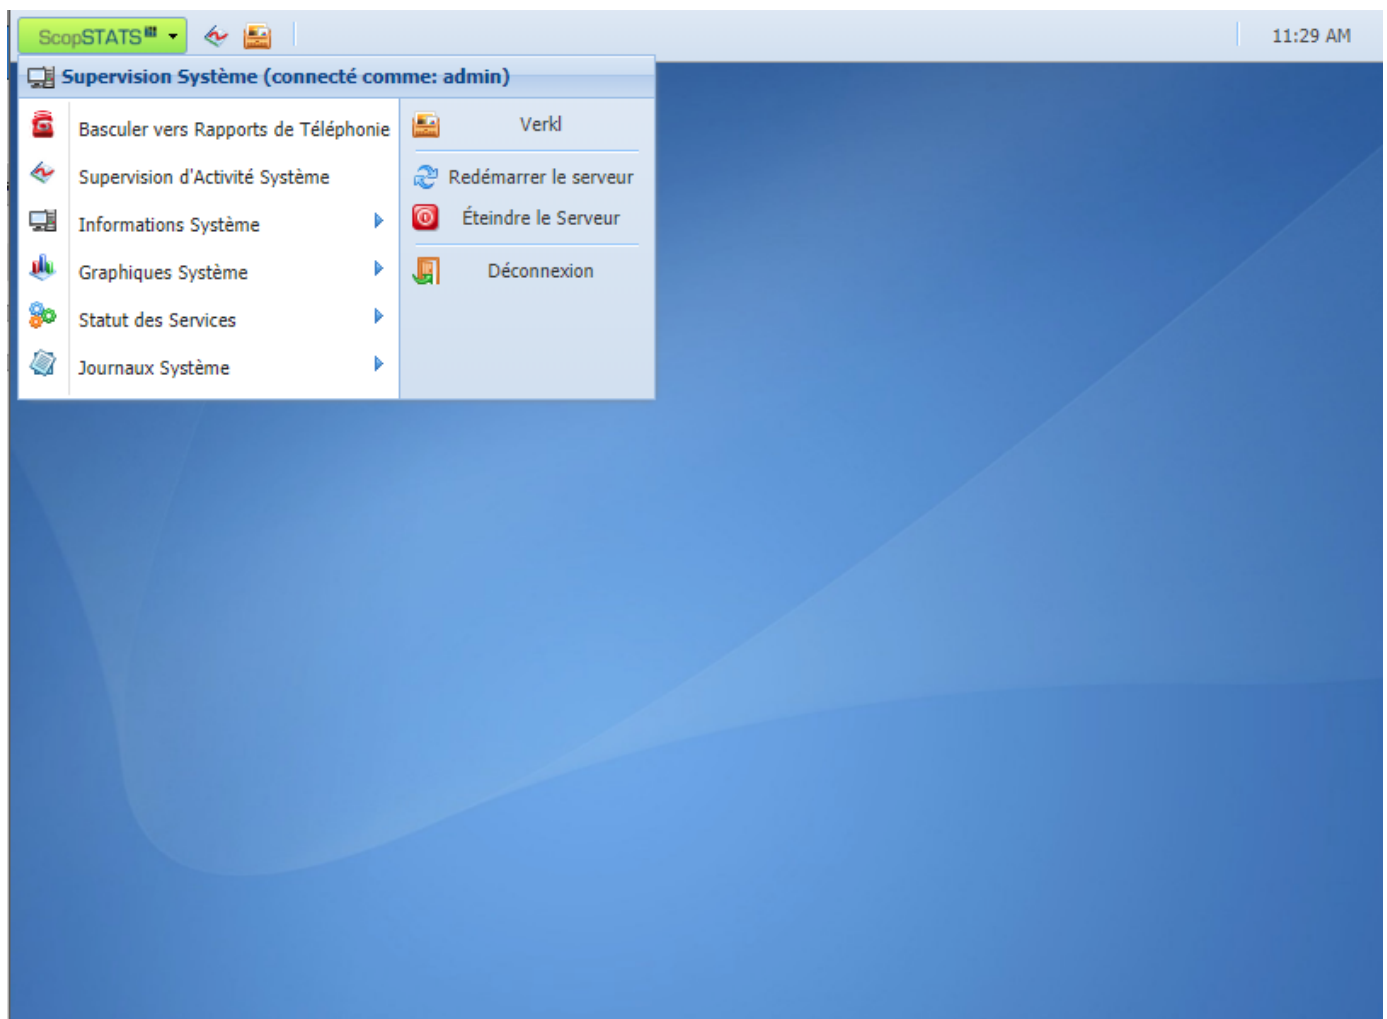 ScopSTATS
11:29 AM
Supervision Système (connecté comme: admin)
Basculer vers Rapports de Téléphonie
Supervision d'Activité Système
Informations Système
Graphiques Système
Statut des Services
Journaux Système
Verkl
Redémarrer le serveur
Éteindre le Serveur
Déconnexion